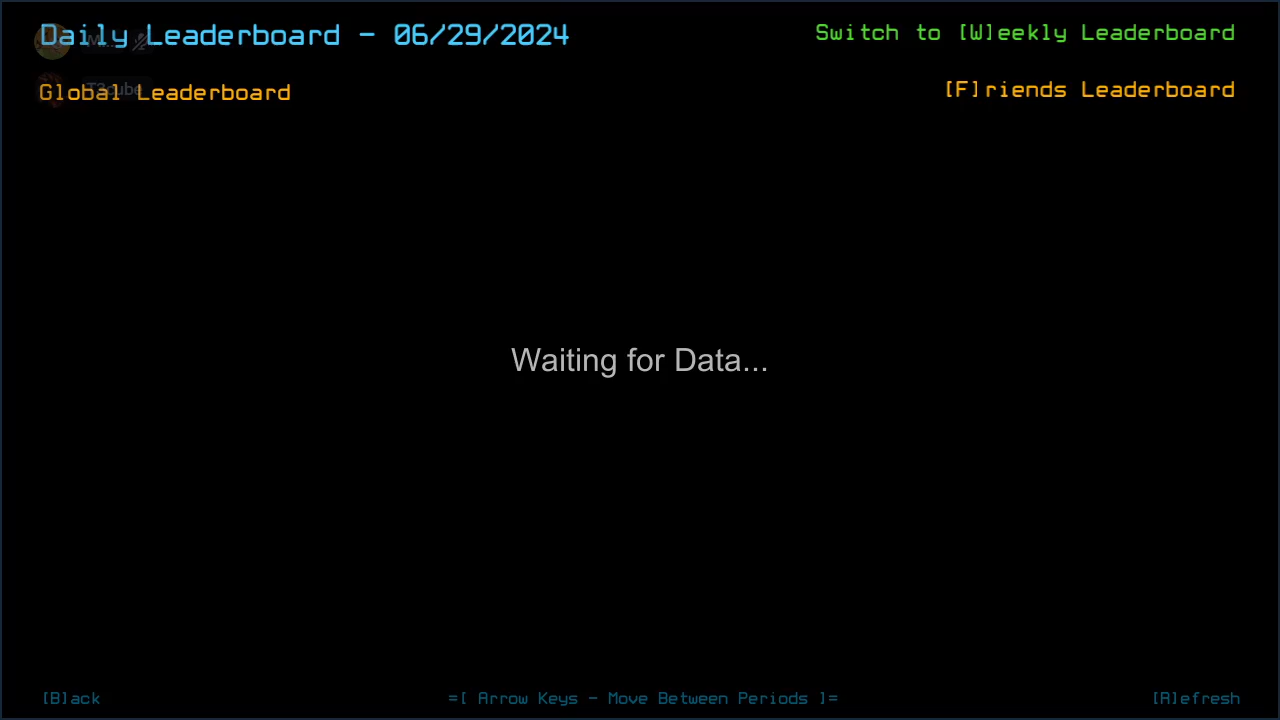 Daily Leaderboard - 06/29/2024
Switch to [W]eekly Leaderboard
Global Leaderboard
T3cube
[F]riends Leaderboard
Waiting for Data...
[B]ack
=[ Arrow Keys - Move Between Periods ]=
[R]efresh